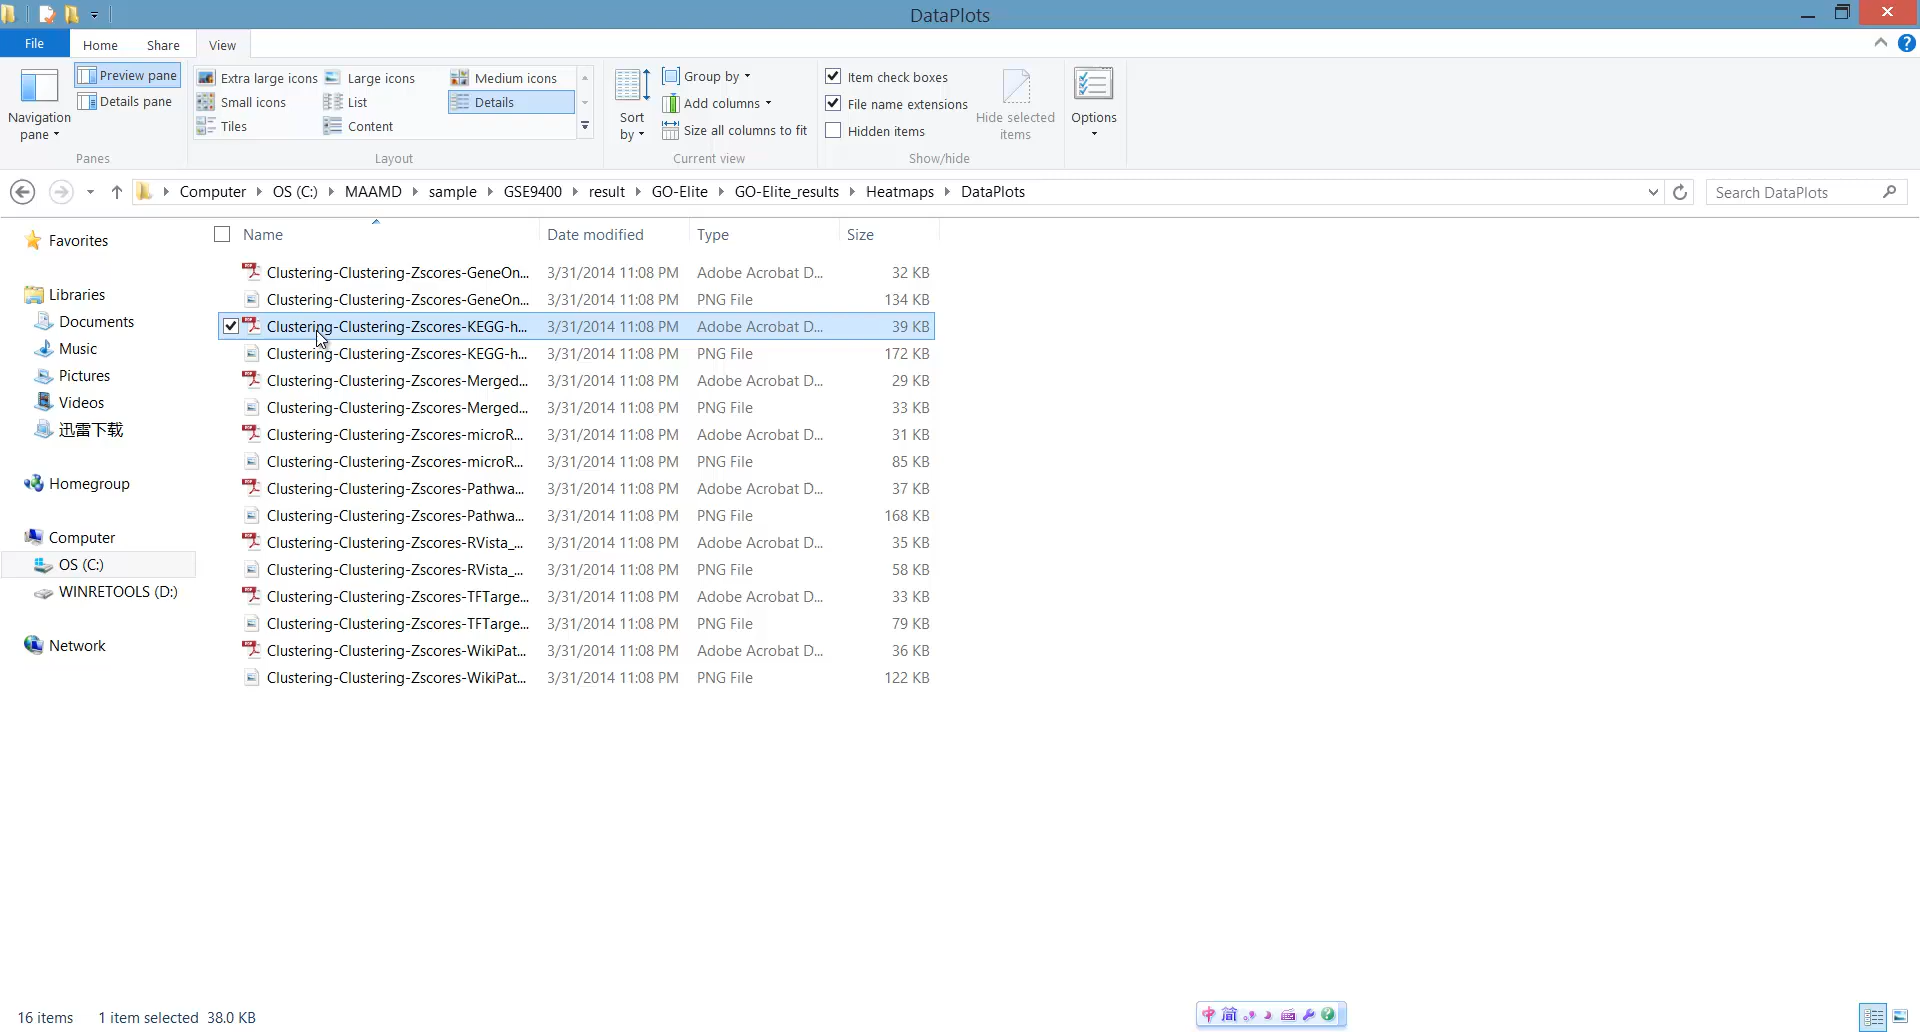 DataPlots
File Home Share View
Preview pane
Details pane
Navigation pane
Panes
Extra large icons Large icons Medium icons
Small icons List Details
Tiles Content
Layout
Sort by
Group by
Add columns
Size all columns to fit
Current view
Item check boxes
File name extensions
Hidden items
Hide selected items
Show/hide
Options
Computer OS (C:) MAAMD sample GSE9400 result GO-Elite GO-Elite_results Heatmaps DataPlots
Search DataPlots
Favorites
Libraries
Documents
Music
Pictures
Videos
迅雷下载
Homegroup
Computer
OS (C:)
WINRETOOLS (D:)
Network
Name Date modified Type Size
Clustering-Clustering-Zscores-GeneOn... 3/31/2014 11:08 PM Adobe Acrobat D... 32 KB
Clustering-Clustering-Zscores-GeneOn... 3/31/2014 11:08 PM PNG File 134 KB
Clustering-Clustering-Zscores-KEGG-h... 3/31/2014 11:08 PM Adobe Acrobat D... 39 KB
Clustering-Clustering-Zscores-KEGG-h... 3/31/2014 11:08 PM PNG File 172 KB
Clustering-Clustering-Zscores-Merged... 3/31/2014 11:08 PM Adobe Acrobat D... 29 KB
Clustering-Clustering-Zscores-Merged... 3/31/2014 11:08 PM PNG File 33 KB
Clustering-Clustering-Zscores-microR... 3/31/2014 11:08 PM Adobe Acrobat D... 31 KB
Clustering-Clustering-Zscores-microR... 3/31/2014 11:08 PM PNG File 85 KB
Clustering-Clustering-Zscores-Pathwa... 3/31/2014 11:08 PM Adobe Acrobat D... 37 KB
Clustering-Clustering-Zscores-Pathwa... 3/31/2014 11:08 PM PNG File 168 KB
Clustering-Clustering-Zscores-RVista_... 3/31/2014 11:08 PM Adobe Acrobat D... 35 KB
Clustering-Clustering-Zscores-RVista_... 3/31/2014 11:08 PM PNG File 58 KB
Clustering-Clustering-Zscores-TFTarge... 3/31/2014 11:08 PM Adobe Acrobat D... 33 KB
Clustering-Clustering-Zscores-TFTarge... 3/31/2014 11:08 PM PNG File 79 KB
Clustering-Clustering-Zscores-WikiPat... 3/31/2014 11:08 PM Adobe Acrobat D... 36 KB
Clustering-Clustering-Zscores-WikiPat... 3/31/2014 11:08 PM PNG File 122 KB
16 items 1 item selected 38.0 KB
中 简